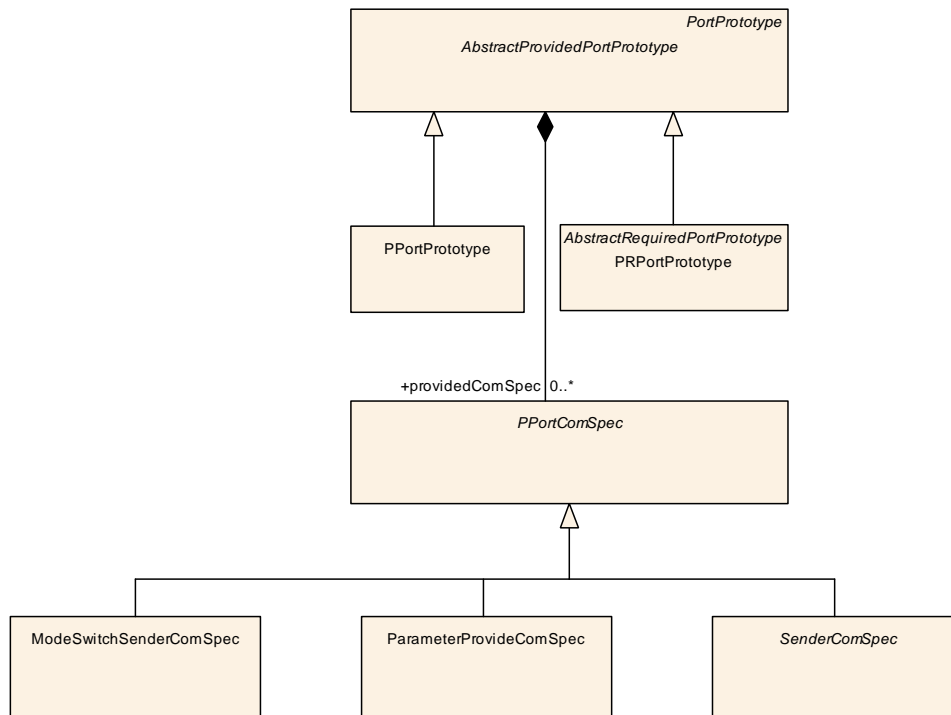 PortPrototype
AbstractProvidedPortPrototype
PPortPrototype
AbstractRequiredPortPrototype
PRPortPrototype
+providedComSpec 0..*
PPortComSpec
ModeSwitchSenderComSpec
ParameterProvideComSpec
SenderComSpec